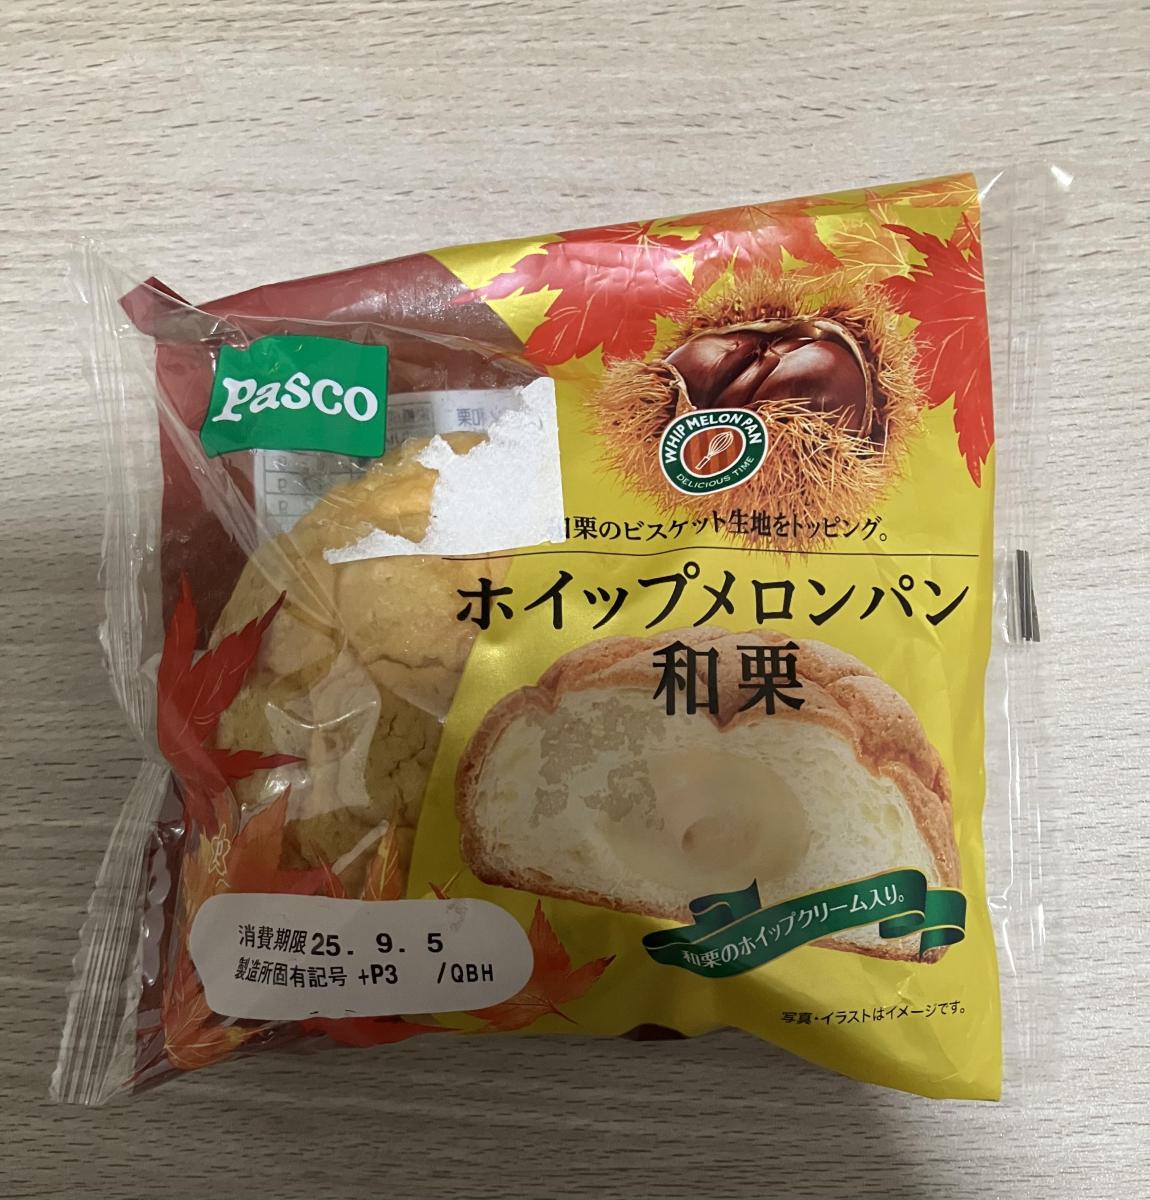 Pasco
WHIP MELON PAN
DELICIOUS TIME
栗のビスケット生地をトッピング。
ホイップメロンパン
和栗
和栗のホイップクリーム入り。
消費期限 25. 9. 5
製造所固有記号 +P3 /QBH
写真・イラストはイメージです。